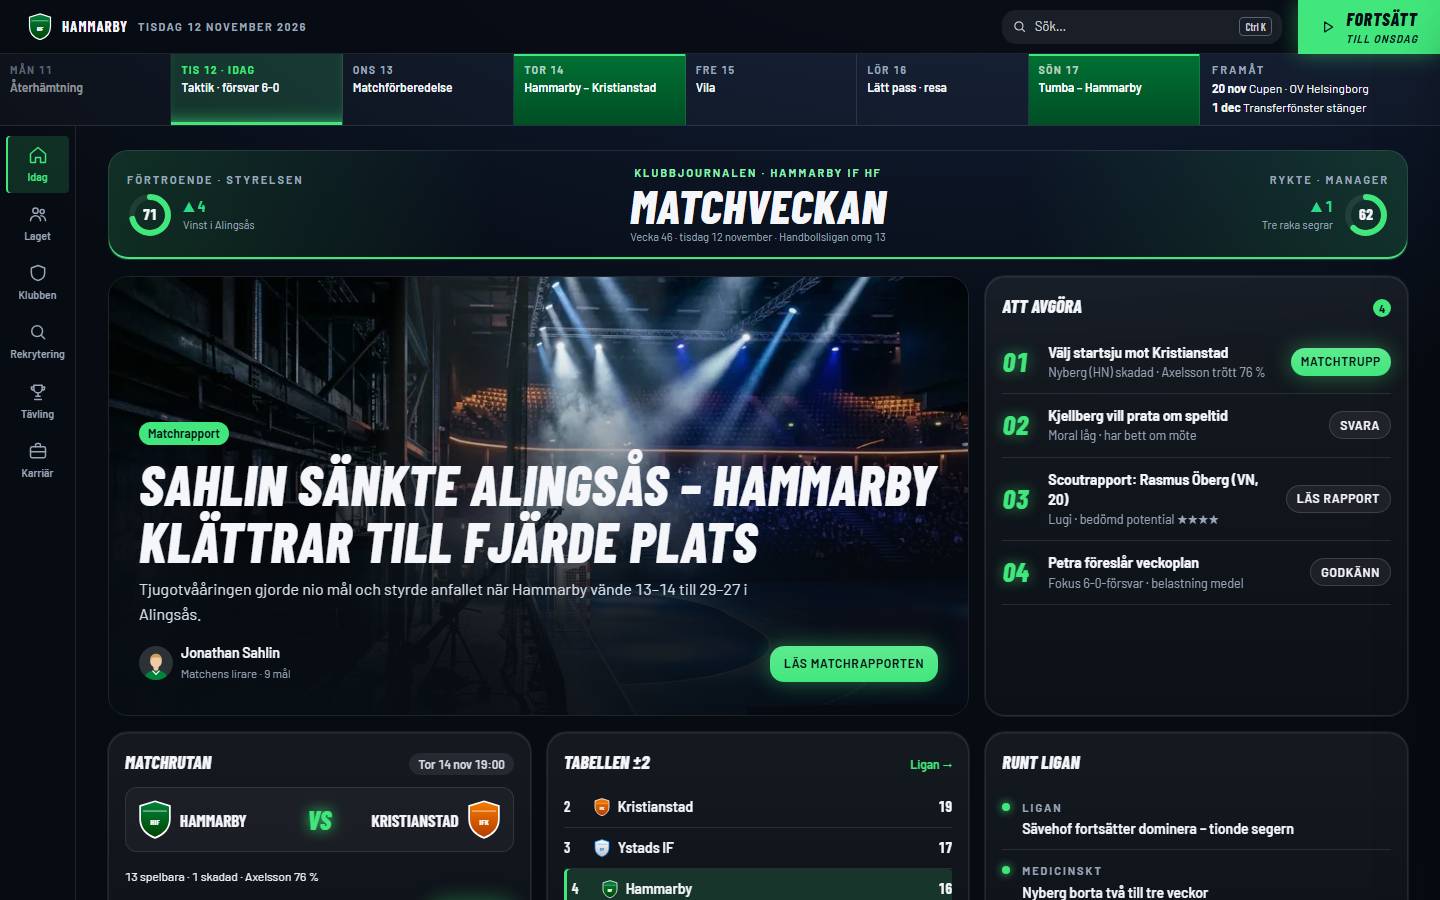 HAMMARBY TISDAG 12 NOVEMBER 2026
Sök... Ctrl K
FORTSÄTT
TILL ONSDAG
MÅN 11
Återhämtning
TIS 12 · IDAG
Taktik · försvar 6-0
ONS 13
Matchförberedelse
TOR 14
Hammarby – Kristianstad
FRE 15
Vila
LÖR 16
Lätt pass · resa
SÖN 17
Tumba – Hammarby
FRAMÅT
20 nov Cupen · OV Helsingborg
1 dec Transferfönster stänger
Idag
Laget
Klubben
Rekrytering
Tävling
Karriär
FÖRTROENDE · STYRELSEN
71
▲ 4
Vinst i Alingsås
KLUBBJOURNALEN · HAMMARBY IF HF
MATCHVECKAN
Vecka 46 · tisdag 12 november · Handbollsligan omg 13
RYKTE · MANAGER
▲ 1
Tre raka segrar
62
Matchrapport
SAHLIN SÄNKTE ALINGSÅS – HAMMARBY
KLÄTTRAR TILL FJÄRDE PLATS
Tjugotvååringen gjorde nio mål och styrde anfallet när Hammarby vände 13–14 till 29–27 i
Alingsås.
Jonathan Sahlin
Matchens lirare · 9 mål
LÄS MATCHRAPPORTEN
ATT AVGÖRA 4
01
Välj startsju mot Kristianstad
Nyberg (HN) skadad · Axelsson trött 76 %
MATCHTRUPP
02
Kjellberg vill prata om speltid
Moral låg · har bett om möte
SVARA
03
Scoutrapport: Rasmus Öberg (VN,
20)
Lugi · bedömd potential ★★★★
LÄS RAPPORT
04
Petra föreslår veckoplan
Fokus 6-0-försvar · belastning medel
GODKÄNN
MATCHRUTAN Tor 14 nov 19:00
HAMMARBY VS KRISTIANSTAD
13 spelbara · 1 skadad · Axelsson 76 %
TABELLEN ±2 Ligan →
2 Kristianstad 19
3 Ystads IF 17
4 Hammarby 16
RUNT LIGAN
LIGAN
Sävehof fortsätter dominera – tionde segern
MEDICINSKT
Nyberg borta två till tre veckor